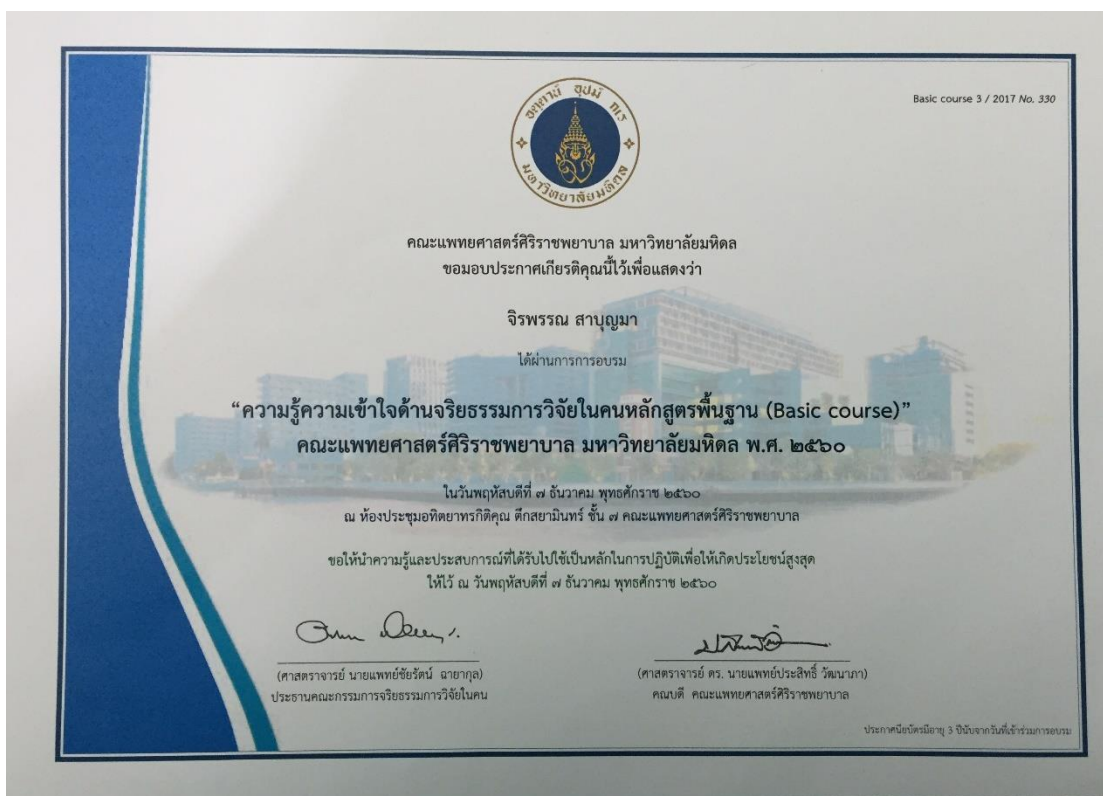 อตฺตานํ อุปมํ กเร
มหาวิทยาลัยมหิดล
Basic course 3 / 2017 No. 330
คณะแพทยศาสตร์ศิริราชพยาบาล มหาวิทยาลัยมหิดล
ขอมอบประกาศเกียรติคุณนี้ไว้เพื่อแสดงว่า
จิรพรรณ สาบุญมา
ได้ผ่านการการอบรม
“ความรู้ความเข้าใจด้านจริยธรรมการวิจัยในคนหลักสูตรพื้นฐาน (Basic course)”
คณะแพทยศาสตร์ศิริราชพยาบาล มหาวิทยาลัยมหิดล พ.ศ. ๒๕๖๐
ในวันพฤหัสบดีที่ ๗ ธันวาคม พุทธศักราช ๒๕๖๐
ณ ห้องประชุมอทิตยาทรกิติคุณ ตึกสยามินทร์ ชั้น ๗ คณะแพทยศาสตร์ศิริราชพยาบาล
ขอให้นำความรู้และประสบการณ์ที่ได้รับไปใช้เป็นหลักในการปฏิบัติเพื่อให้เกิดประโยชน์สูงสุด
ให้ไว้ ณ วันพฤหัสบดีที่ ๗ ธันวาคม พุทธศักราช ๒๕๖๐
(ศาสตราจารย์ นายแพทย์ชัยรัตน์ ฉายากุล)
ประธานคณะกรรมการจริยธรรมการวิจัยในคน
(ศาสตราจารย์ ดร. นายแพทย์ประสิทธิ์ วัฒนาภา)
คณบดี คณะแพทยศาสตร์ศิริราชพยาบาล
ประกาศนียบัตรมีอายุ 3 ปีนับจากวันที่เข้าร่วมการอบรม